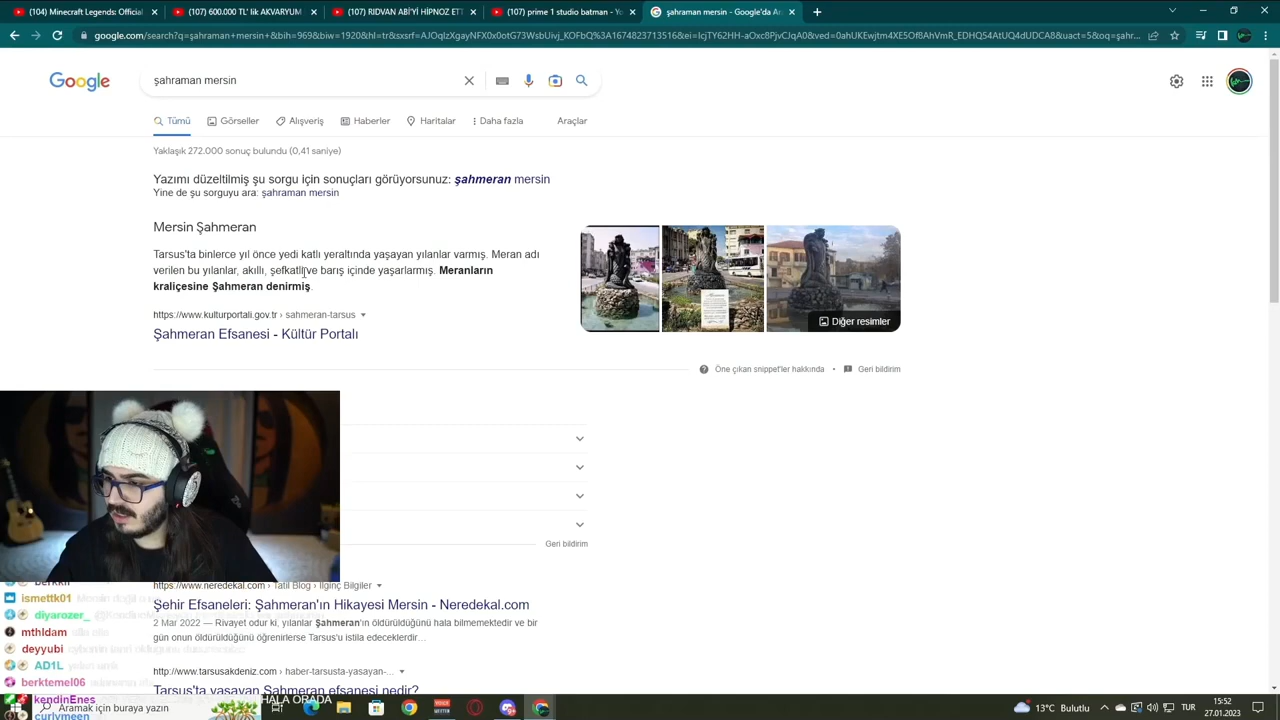 (107) Minecraft Legends: Official
(107) 600.000 TL' lik AKVARYUM
(107) RIDVAN ABİ'Yİ HİPNOZ ETT
(107) prime 1 studio batman - Yo
şahraman mersin - Google'da Ar
Google
şahraman mersin
Tümü
Görseller
Alışveriş
Haberler
Haritalar
Daha fazla
Araçlar
Yaklaşık 272.000 sonuç bulundu (0,41 saniye)
Yazımı düzeltilmiş şu sorgu için sonuçları görüyorsunuz: şahmeran mersin
Yine de şu sorguyu ara: şahraman mersin
Mersin Şahmeran
Tarsus'ta binlerce yıl önce yedi katlı yeraltında yaşayan yılanlar varmış. Meran adı
verilen bu yılanlar, akıllı, şefkatli ve barış içinde yaşarlarmış. Meranların
kraliçesine Şahmeran denirmiş.
https://www.kulturportali.gov.tr › sahmeran-tarsus
Şahmeran Efsanesi - Kültür Portalı
Diğer resimler
Öne çıkan snippet'ler hakkında • Geri bildirim
Geri bildirim
https://www.neredekal.com › Tatil Blog › İlginç Bilgiler
Şehir Efsaneleri: Şahmeran'ın Hikayesi Mersin - Neredekal.com
2 Mar 2022 — Rivayet odur ki, yılanlar Şahmeran'ın öldürüldüğünü hala bilmemektedir ve bir
gün onun öldürüldüğünü öğrenirlerse Tarsus'u istila edeceklerdir...
http://www.tarsusakdeniz.com › haber-tarsusta-yasayan-...
Tarsus'ta yaşayan Şahmeran efsanesi nedir?
ismettk01
diyarozer_
mthldam
deyyubi
AD1L
berktemel06
kendinEnes
HALA ORADA
curlymeen
Aramak için buraya yazın
13°C Bulutlu
TUR
15:52
27.01.2023